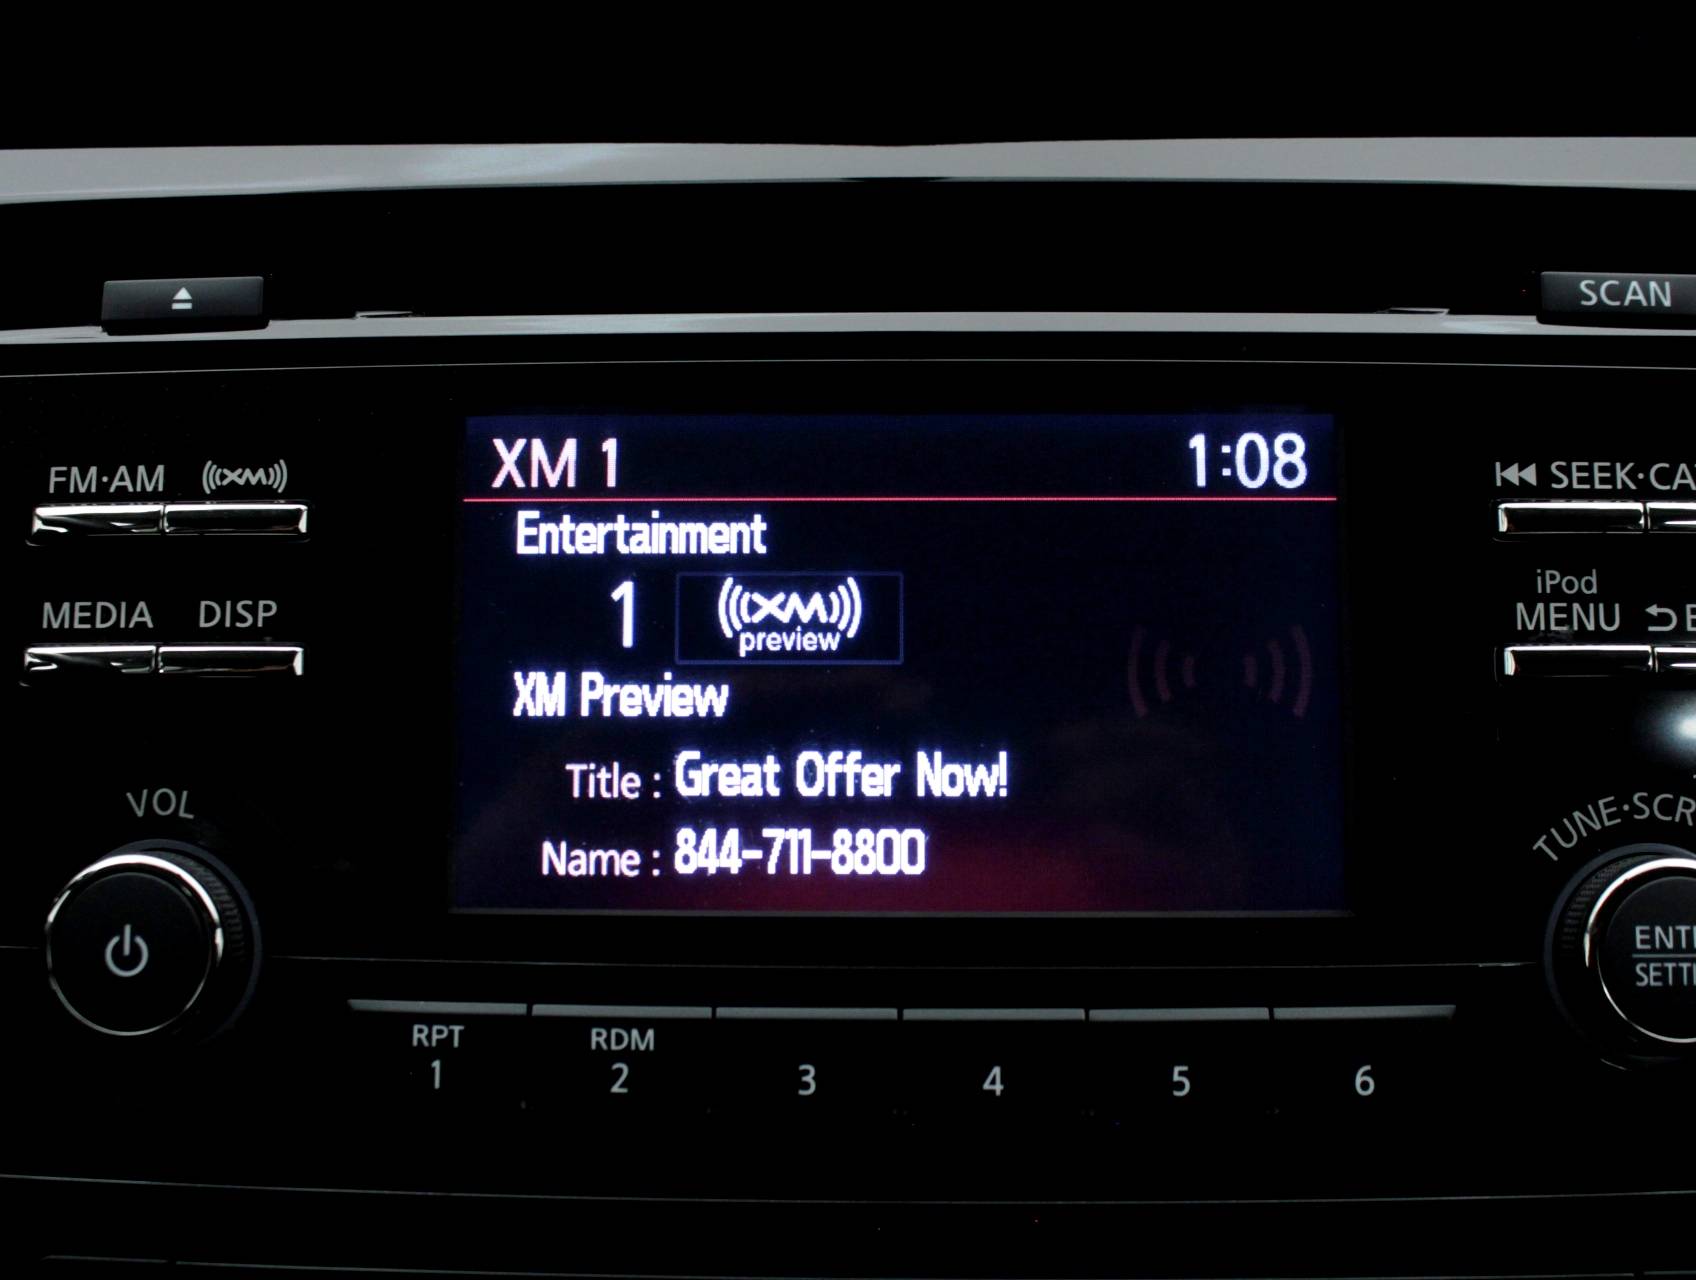 SCAN
XM 1 1:08
FM·AM XM
SEEK·CA
Entertainment
1 XM
preview
iPod
MEDIA DISP
MENU
XM Preview
Title : Great Offer Now!
VOL
TUNE·SCR
Name : 844-711-8800
ENTE
SETTI
RPT RDM
1 2 3 4 5 6